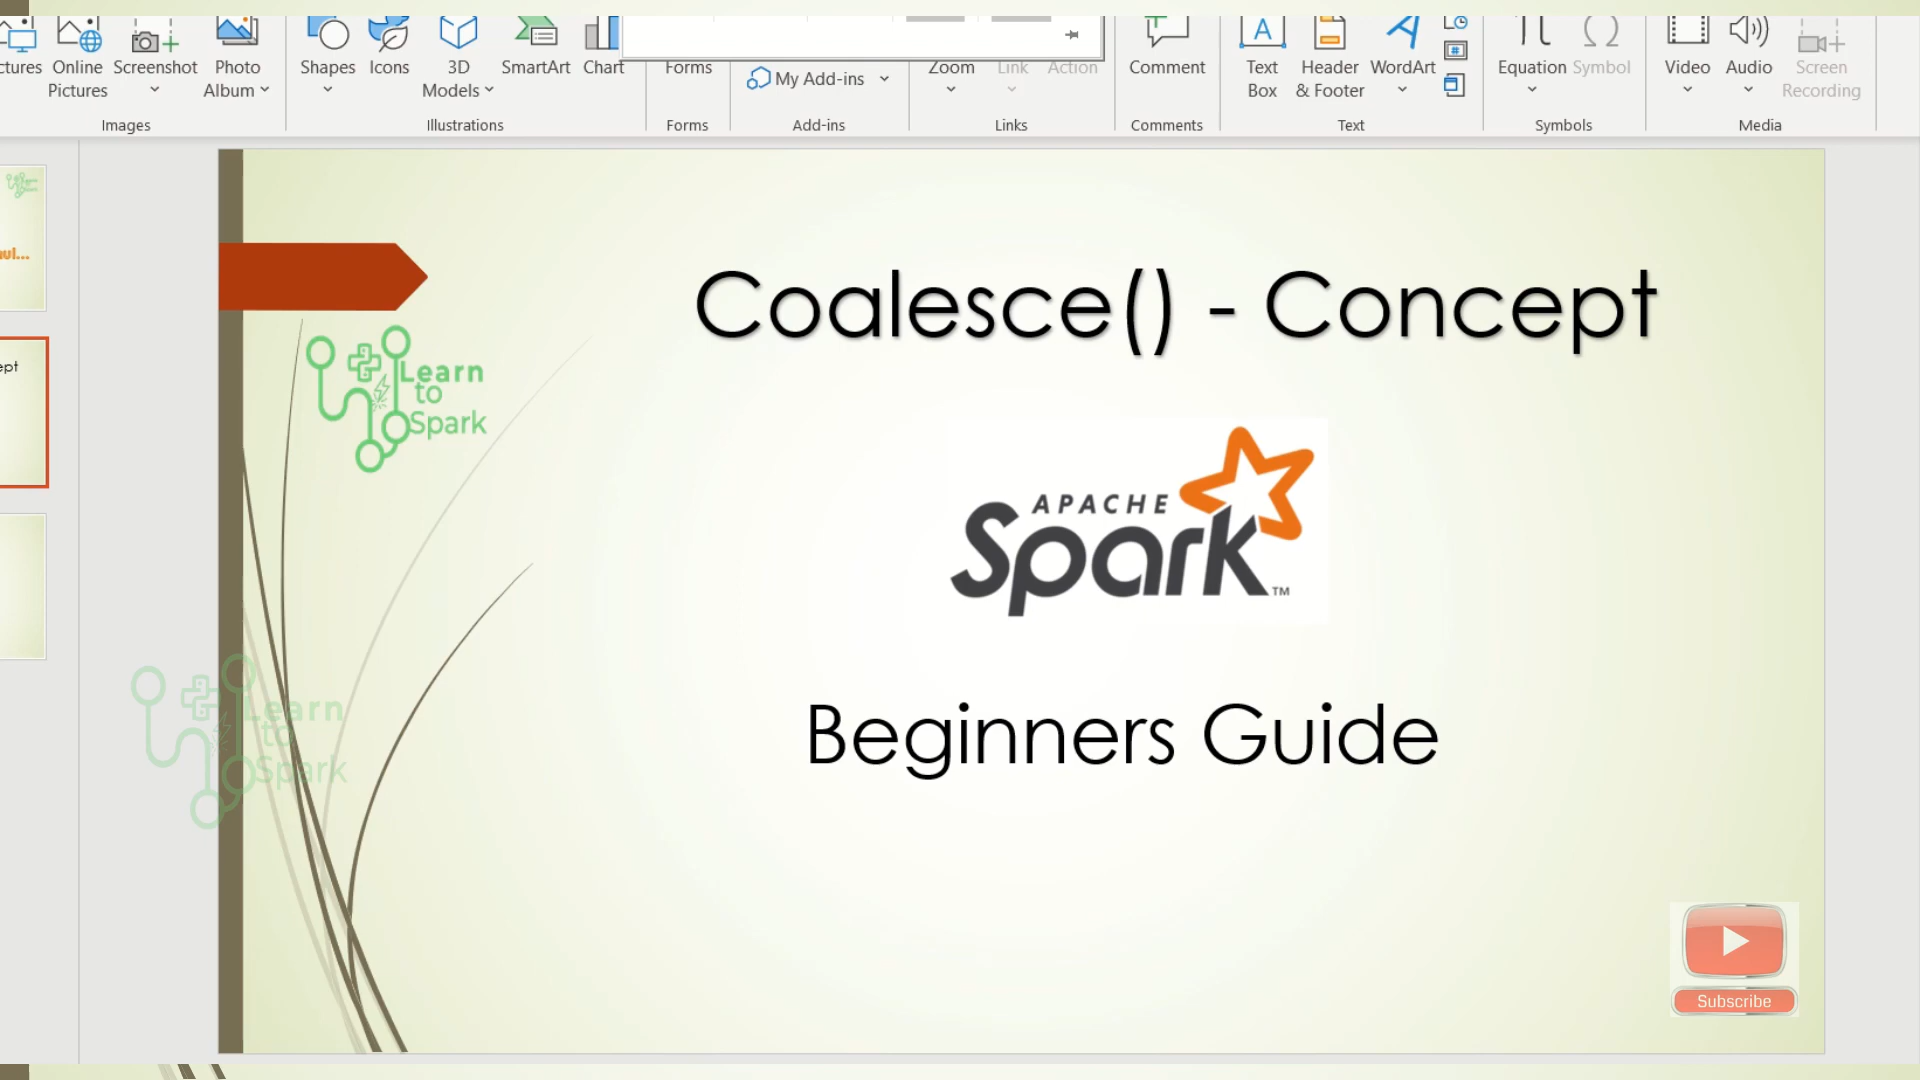 ctures
Online
Pictures
Screenshot
Photo
Album
Images
Shapes
Icons
3D
Models
SmartArt
Chart
Illustrations
Forms
Forms
My Add-ins
Add-ins
Zoom
Link
Action
Links
Comment
Comments
Text
Box
Header
& Footer
WordArt
Text
Equation
Symbol
Symbols
Video
Audio
Screen
Recording
Media
ept
Coalesce() - Concept
Learn
to
Spark
APACHE
Spark
TM
Beginners Guide
Learn
to
Spark
Subscribe